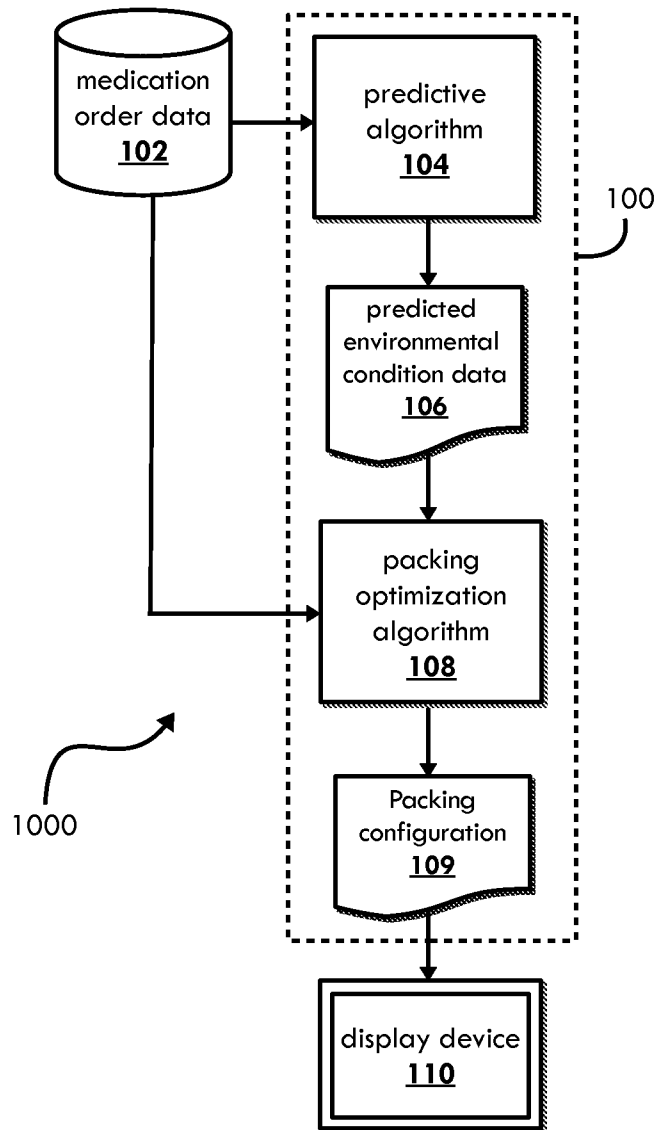 medication
order data
102
predictive
algorithm
104
100
predicted
environmental
condition data
106
packing
optimization
algorithm
108
1000
Packing
configuration
109
display device
110